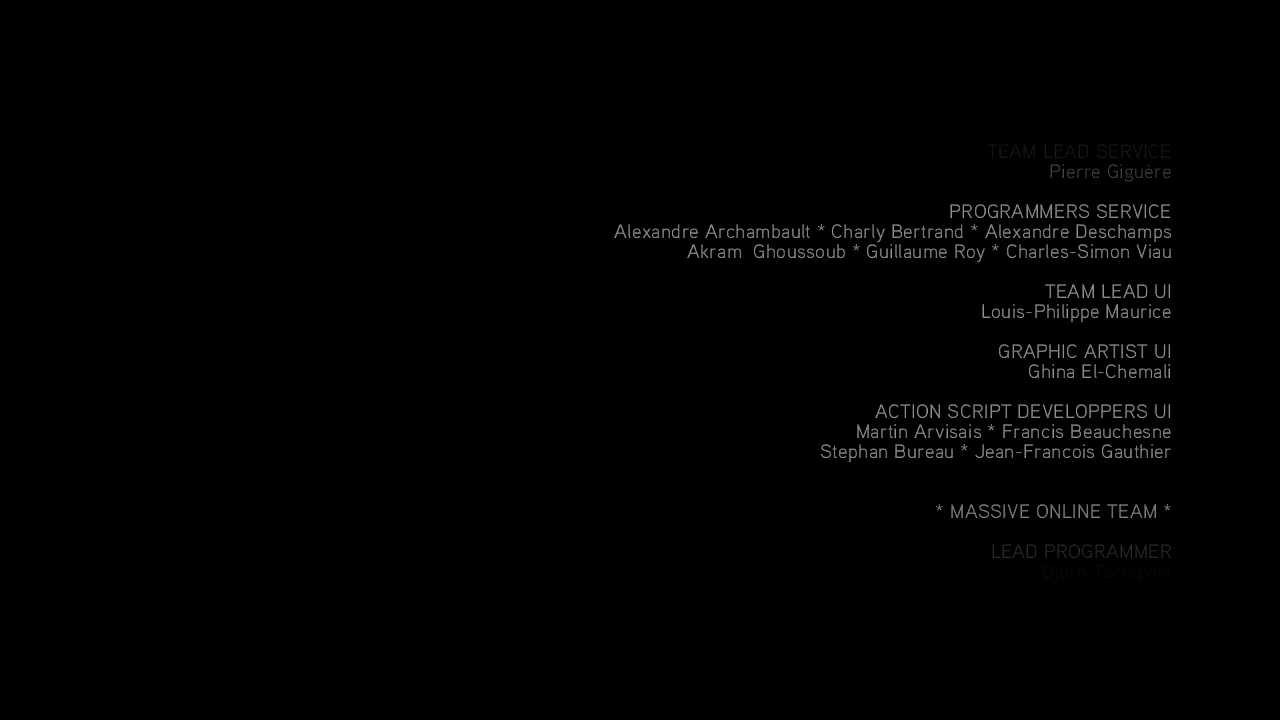 TEAM LEAD SERVICE
Pierre Giguère
PROGRAMMERS SERVICE
Alexandre Archambault * Charly Bertrand * Alexandre Deschamps
Akram  Ghoussoub * Guillaume Roy * Charles-Simon Viau
TEAM LEAD UI
Louis-Philippe Maurice
GRAPHIC ARTIST UI
Ghina El-Chemali
ACTION SCRIPT DEVELOPPERS UI
Martin Arvisais * Francis Beauchesne
Stephan Bureau * Jean-Francois Gauthier
* MASSIVE ONLINE TEAM *
LEAD PROGRAMMER